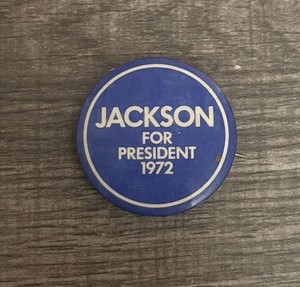 JACKSON
FOR
PRESIDENT
1972